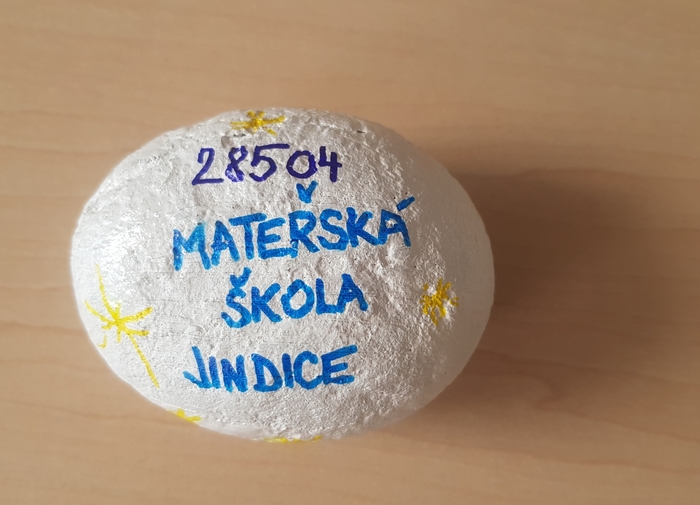 28504
MATEŘSKÁ
ŠKOLA
JINDICE